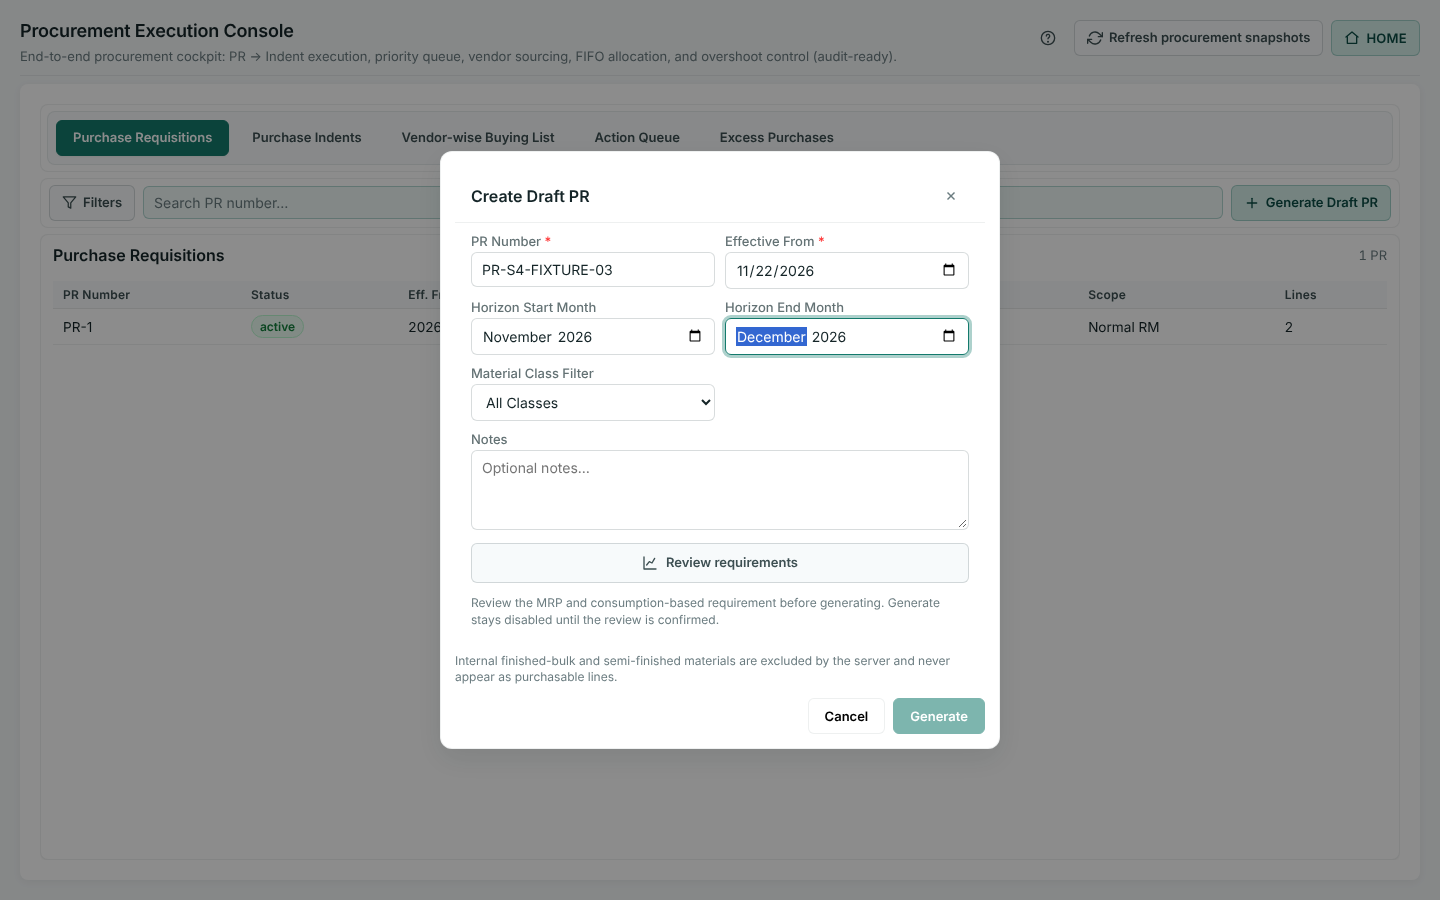 Procurement Execution Console
End-to-end procurement cockpit: PR → Indent execution, priority queue, vendor sourcing, FIFO allocation, and overshoot control (audit-ready).
Refresh procurement snapshots
HOME
Purchase Requisitions
Purchase Indents
Vendor-wise Buying List
Action Queue
Excess Purchases
Filters
Search PR number...
Generate Draft PR
Purchase Requisitions
1 PR
PR Number Status Eff. Scope Lines
PR-1 active 2026 Normal RM 2
Create Draft PR
×
PR Number *
Effective From *
PR-S4-FIXTURE-03
11/22/2026
Horizon Start Month
Horizon End Month
November 2026
December 2026
Material Class Filter
All Classes
Notes
Optional notes...
Review requirements
Review the MRP and consumption-based requirement before generating. Generate
stays disabled until the review is confirmed.
Internal finished-bulk and semi-finished materials are excluded by the server and never
appear as purchasable lines.
Cancel
Generate